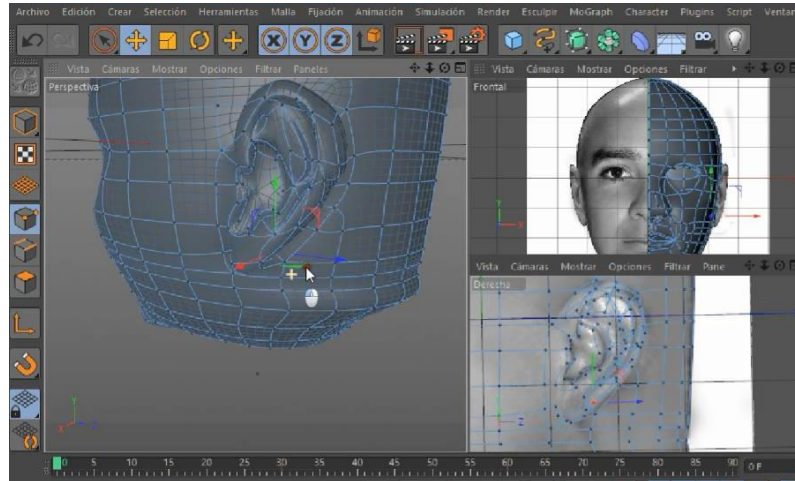 Archivo Edición Crear Selección Herramientas Malla Fijación Animación Simulación Render Esculpir MoGraph Character Plugins Script Ventan
X Y Z
Vista Cámaras Mostrar Opciones Filtrar Paneles
Perspectiva
Vista Cámaras Mostrar Opciones Filtrar
Frontal
Vista Cámaras Mostrar Opciones Filtrar Pane
Derecha
Y
X Z
0 5 10 15 20 25 30 35 40 45 50 55 60 65 70 75 80 85 90 0 F